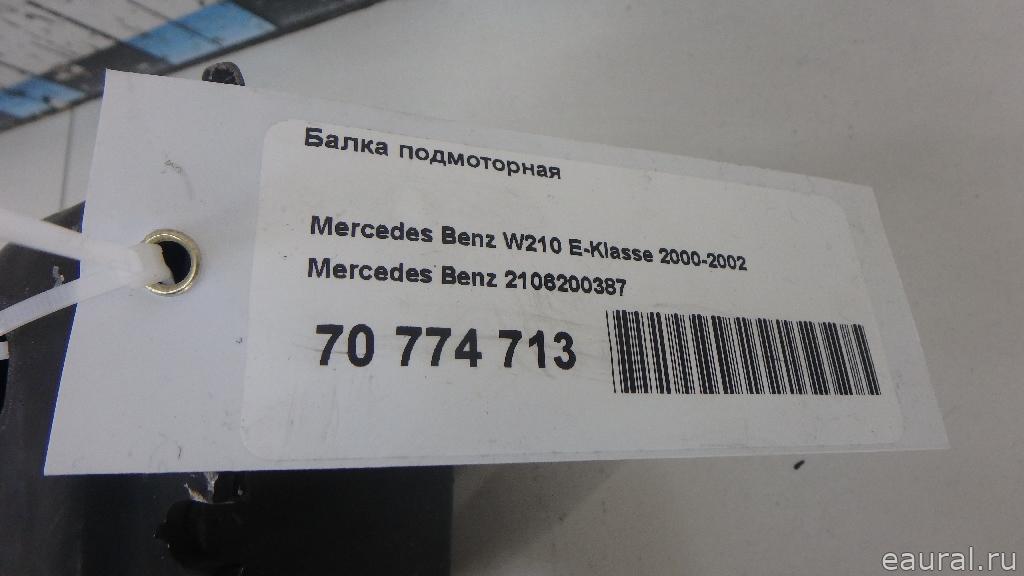 Балка подмоторная
Mercedes Benz W210 E-Klasse 2000-2002
Mercedes Benz 2106200387
70 774 713
eaural.ru